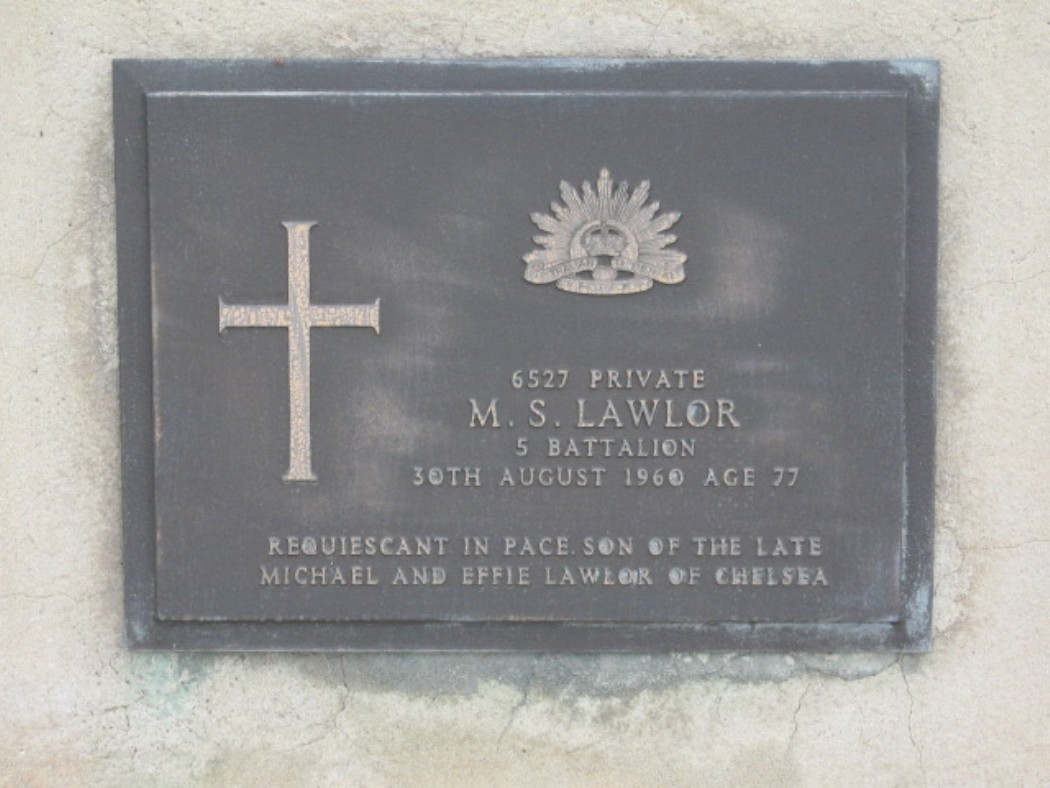 6527 PRIVATE
M. S. LAWLOR
5 BATTALION
30TH AUGUST 1960 AGE 77
REQUIESCANT IN PACE. SON OF THE LATE
MICHAEL AND EFFIE LAWLOR OF CHELSEA